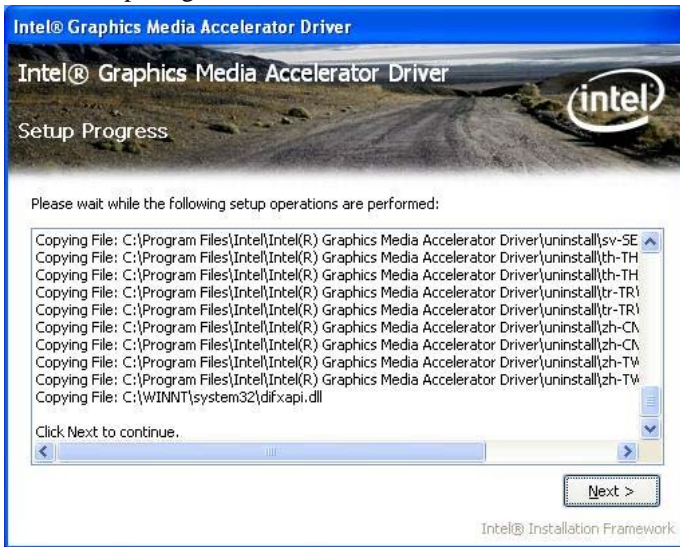 Intel® Graphics Media Accelerator Driver
Intel® Graphics Media Accelerator Driver
intel
Setup Progress
Please wait while the following setup operations are performed:
Copying File: C:\Program Files\Intel\Intel(R) Graphics Media Accelerator Driver\uninstall\sv-SE
Copying File: C:\Program Files\Intel\Intel(R) Graphics Media Accelerator Driver\uninstall\th-TH
Copying File: C:\Program Files\Intel\Intel(R) Graphics Media Accelerator Driver\uninstall\th-TH
Copying File: C:\Program Files\Intel\Intel(R) Graphics Media Accelerator Driver\uninstall\tr-TR\
Copying File: C:\Program Files\Intel\Intel(R) Graphics Media Accelerator Driver\uninstall\tr-TR\
Copying File: C:\Program Files\Intel\Intel(R) Graphics Media Accelerator Driver\uninstall\zh-CN
Copying File: C:\Program Files\Intel\Intel(R) Graphics Media Accelerator Driver\uninstall\zh-CN
Copying File: C:\Program Files\Intel\Intel(R) Graphics Media Accelerator Driver\uninstall\zh-TW
Copying File: C:\Program Files\Intel\Intel(R) Graphics Media Accelerator Driver\uninstall\zh-TW
Copying File: C:\WINNT\system32\difxapi.dll
Click Next to continue.
Next >
Intel® Installation Framework